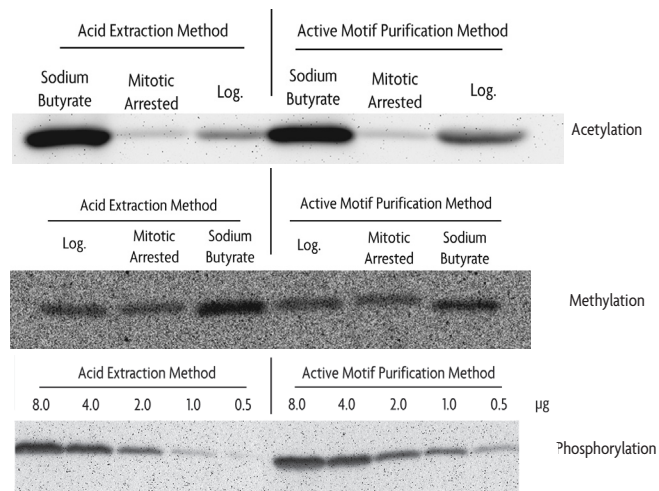 Acid Extraction Method Active Motif Purification Method
Sodium Butyrate Mitotic Arrested Log. Sodium Butyrate Mitotic Arrested Log.
Acetylation
Acid Extraction Method Active Motif Purification Method
Log. Mitotic Arrested Sodium Butyrate Log. Mitotic Arrested Sodium Butyrate
Methylation
Acid Extraction Method Active Motif Purification Method
8.0 4.0 2.0 1.0 0.5 8.0 4.0 2.0 1.0 0.5 µg
Phosphorylation